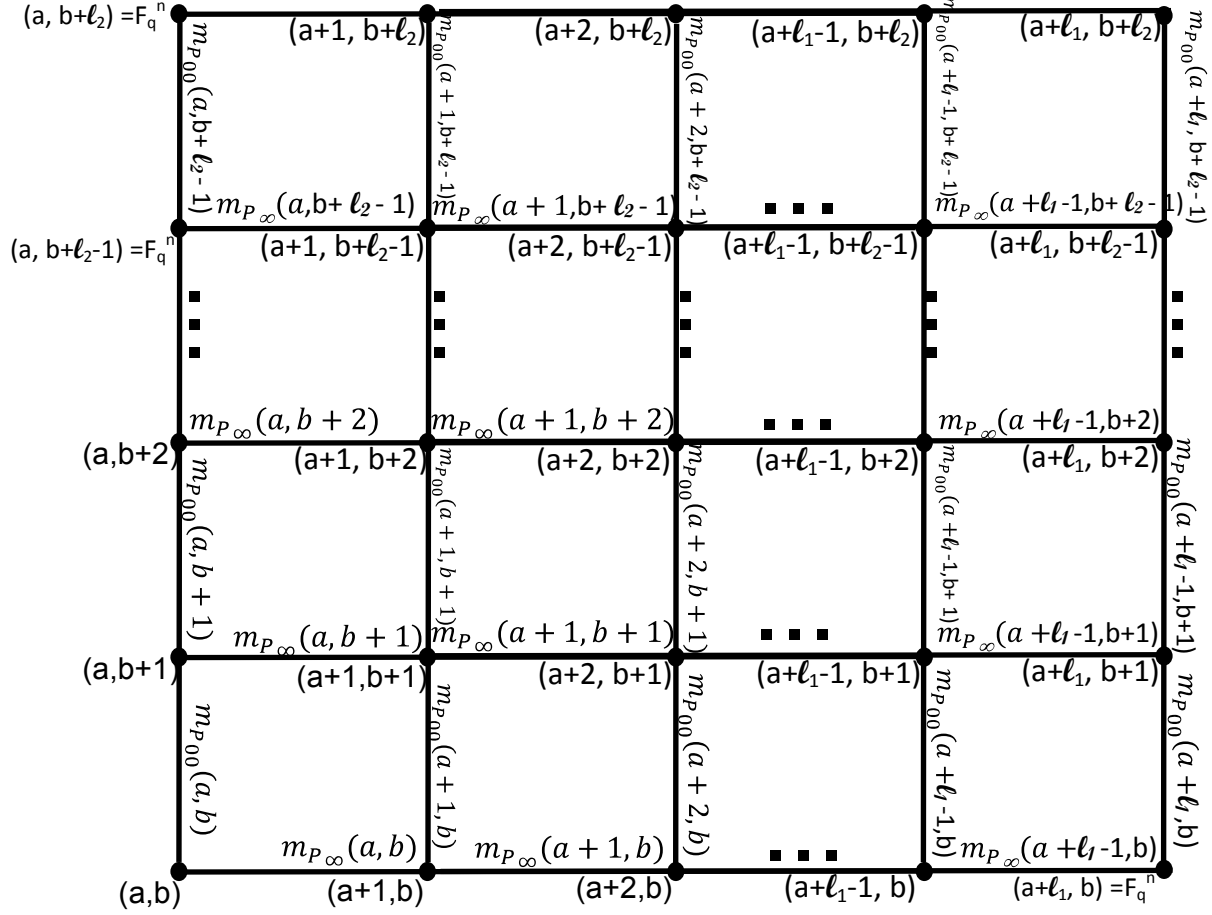 (a, b+ℓ₂) =F_q^n
(a+1, b+ℓ₂)
(a+2, b+ℓ₂)
(a+ℓ₁-1, b+ℓ₂)
(a+ℓ₁, b+ℓ₂)
m_{P_{00}}(a,b+ ℓ₂ - 1)
m_{P_{00}}(a + 1,b+ ℓ₂ -1)
m_{P_{00}}(a + 2,b+ ℓ₂ -1)
m_{P_{00}}(a +ℓ₁-1, b+ ℓ₂ -1)
m_{P_{00}}(a +ℓ₁, b+ ℓ₂ -1)
m_{P_∞}(a,b+ ℓ₂ - 1)
m_{P_∞}(a + 1,b+ ℓ₂ -1)
m_{P_∞}(a +ℓ₁-1,b+ ℓ₂ -1)
(a, b+ℓ₂-1) =F_q^n
(a+1, b+ℓ₂-1)
(a+2, b+ℓ₂-1)
(a+ℓ₁-1, b+ℓ₂-1)
(a+ℓ₁, b+ℓ₂-1)
m_{P_∞}(a, b + 2)
m_{P_∞}(a + 1, b + 2)
m_{P_∞}(a +ℓ₁-1,b+2)
(a,b+2)
(a+1, b+2)
(a+2, b+2)
(a+ℓ₁-1, b+2)
(a+ℓ₁, b+2)
m_{P_{00}}(a, b + 1)
m_{P_{00}}(a + 1, b + 1)
m_{P_{00}}(a + 2, b + 1)
m_{P_{00}}(a +ℓ₁-1,b+ 1)
m_{P_{00}}(a +ℓ₁-1,b+1)
m_{P_∞}(a, b + 1)
m_{P_∞}(a + 1, b + 1)
m_{P_∞}(a +ℓ₁-1,b+1)
(a,b+1)
(a+1,b+1)
(a+2, b+1)
(a+ℓ₁-1, b+1)
(a+ℓ₁, b+1)
m_{P_{00}}(a, b)
m_{P_{00}}(a + 1, b)
m_{P_{00}}(a + 2, b)
m_{P_{00}}(a +ℓ₁-1,b)
m_{P_{00}}(a +ℓ₁,b)
m_{P_∞}(a, b)
m_{P_∞}(a + 1, b)
m_{P_∞}(a +ℓ₁-1,b)
(a,b)
(a+1,b)
(a+2,b)
(a+ℓ₁-1, b)
(a+ℓ₁, b) =F_q^n